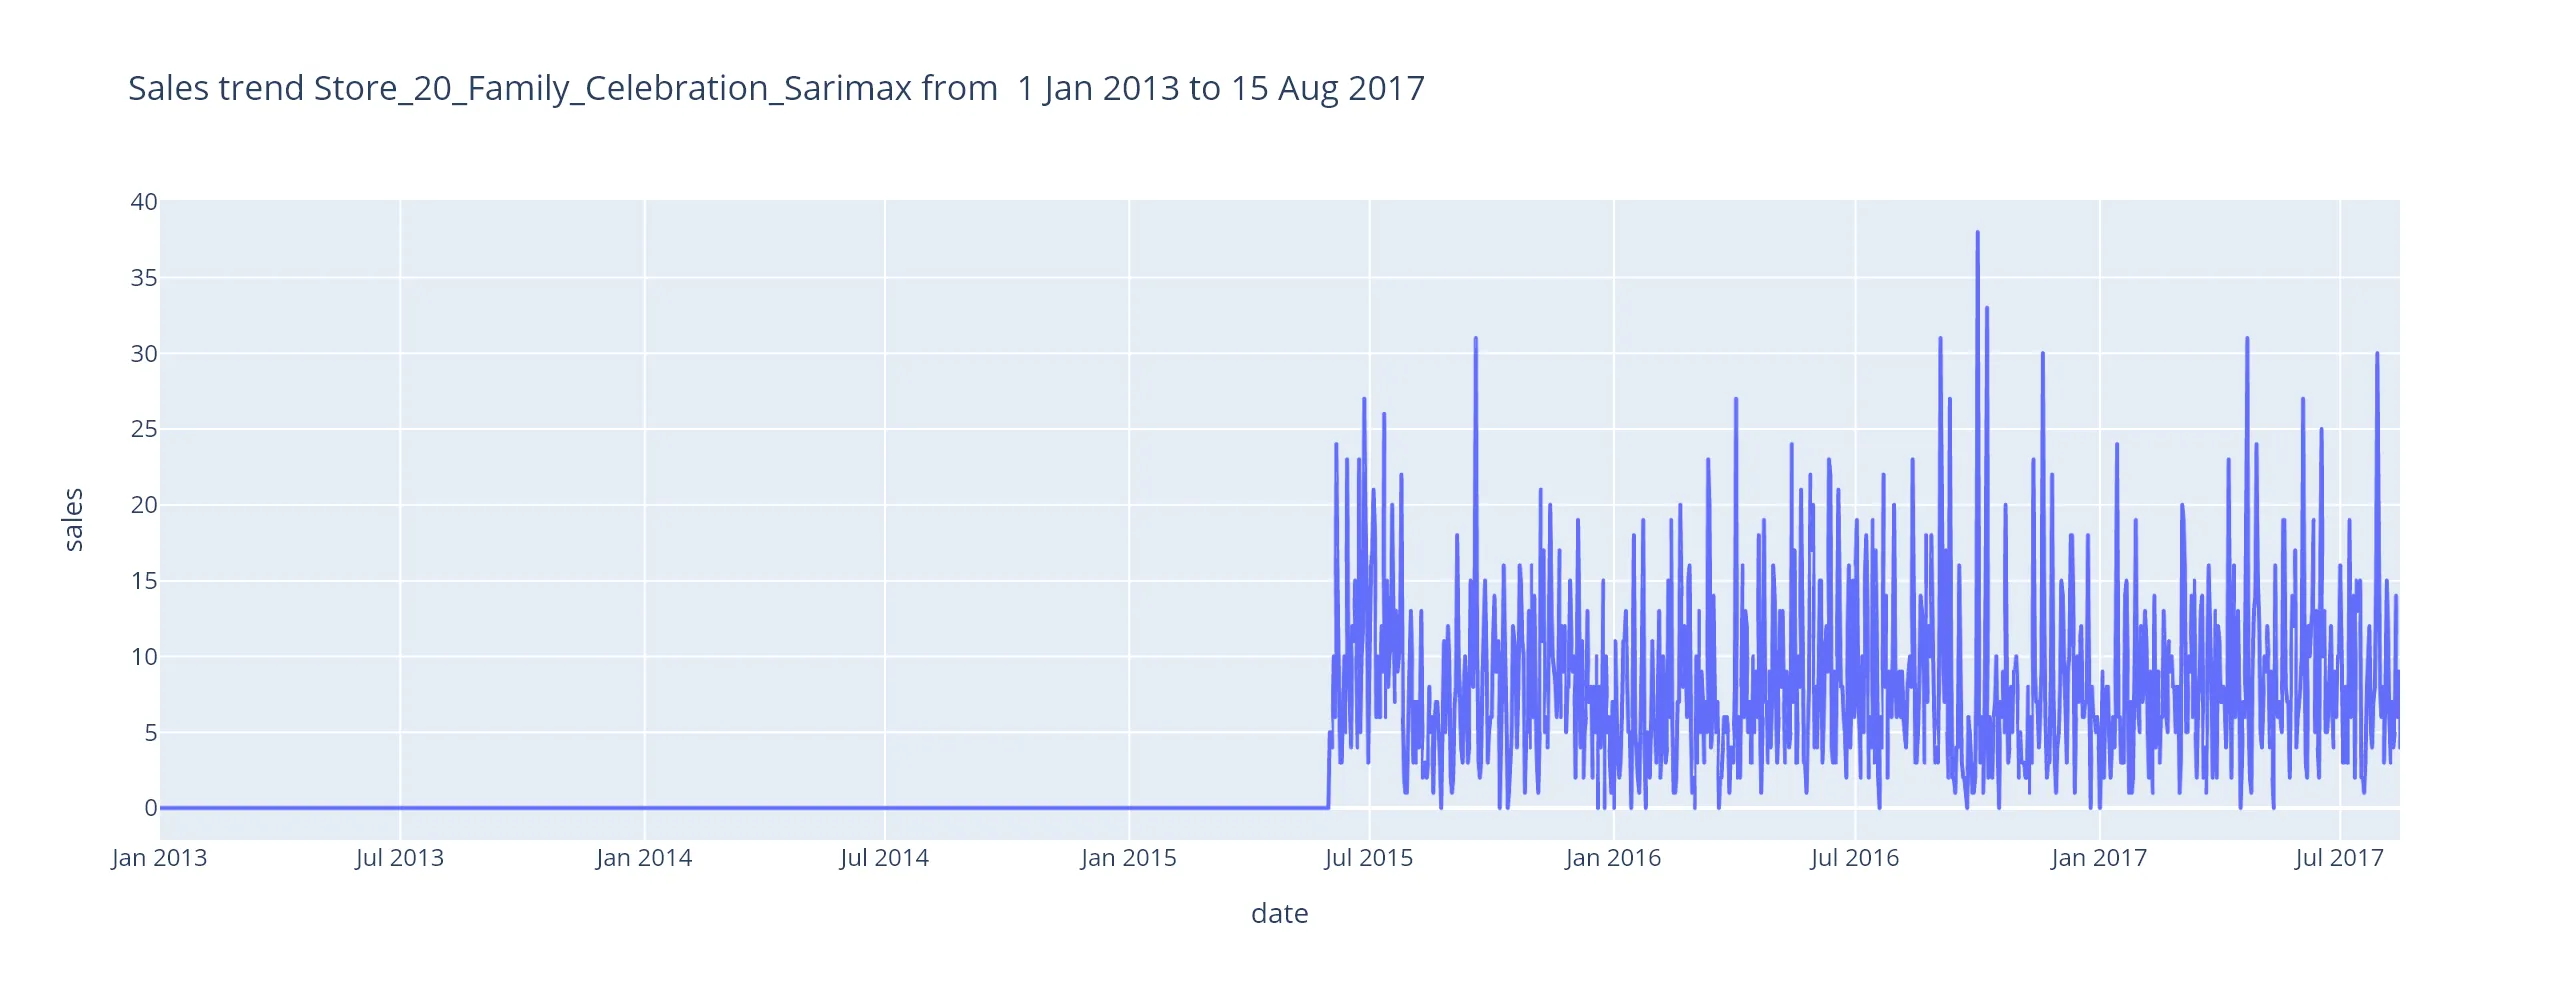 Sales trend Store_20_Family_Celebration_Sarimax from  1 Jan 2013 to 15 Aug 2017
40
35
30
25
20
15
10
5
0
sales
Jan 2013 Jul 2013 Jan 2014 Jul 2014 Jan 2015 Jul 2015 Jan 2016 Jul 2016 Jan 2017 Jul 2017
date